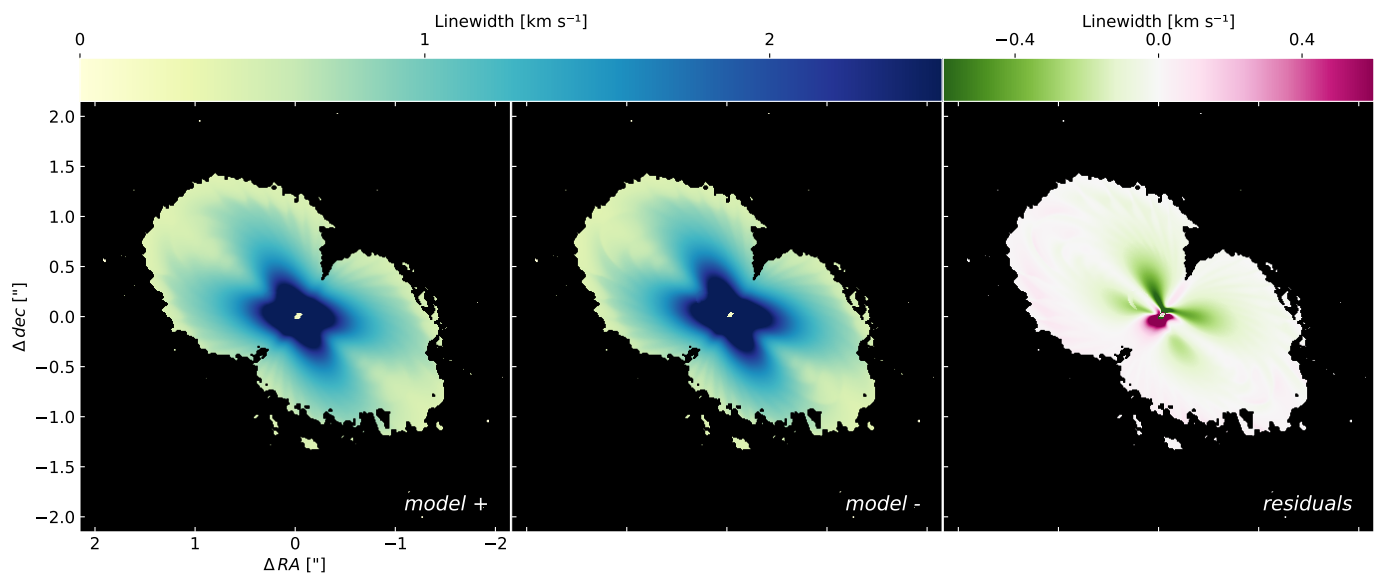 Linewidth [km s⁻¹]
Linewidth [km s⁻¹]
0 1 2
−0.4 0.0 0.4
2.0
1.5
1.0
0.5
0.0
−0.5
−1.0
−1.5
−2.0
Δ dec ["]
model +
model -
residuals
2 1 0 −1 −2
Δ RA ["]